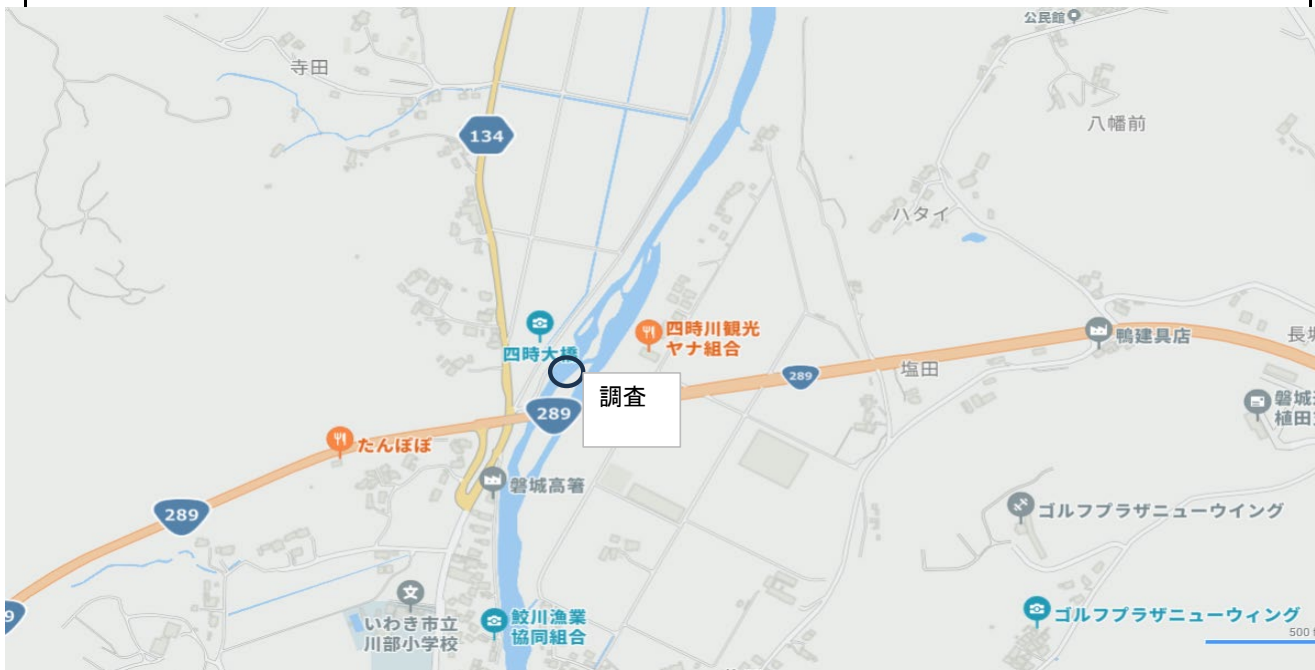 公民館
寺田
134
八幡前
ハタイ
四時川観光
ヤナ組合
鴨建具店
四時大橋
長
289
塩田
調査
289
磐城
植田
たんぽぽ
磐城高箸
289
ゴルフプラザニューウイング
9
いわき市立
川部小学校
鮫川漁業
協同組合
ゴルフプラザニューウィング
500